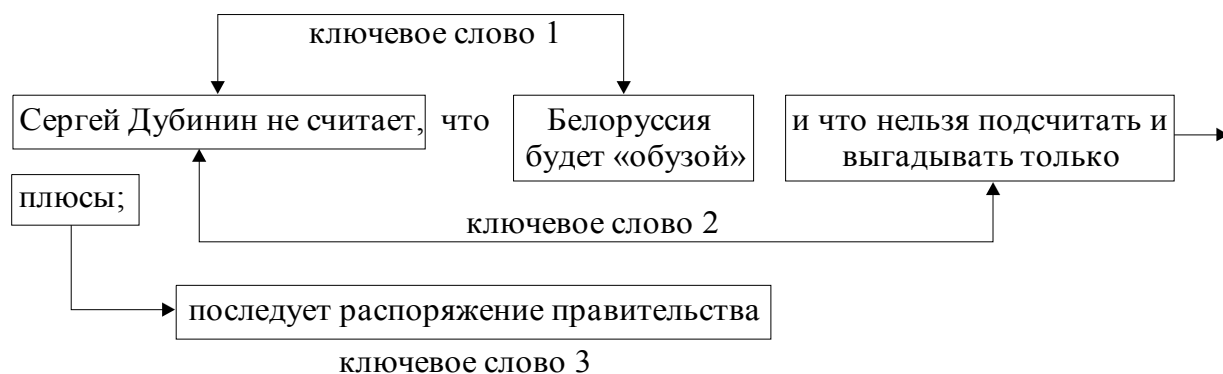 ключевое слово 1
Сергей Дубинин не считает, что Белоруссия и что нельзя подсчитать и
будет «обузой» выгадывать только
плюсы;
ключевое слово 2
последует распоряжение правительства
ключевое слово 3